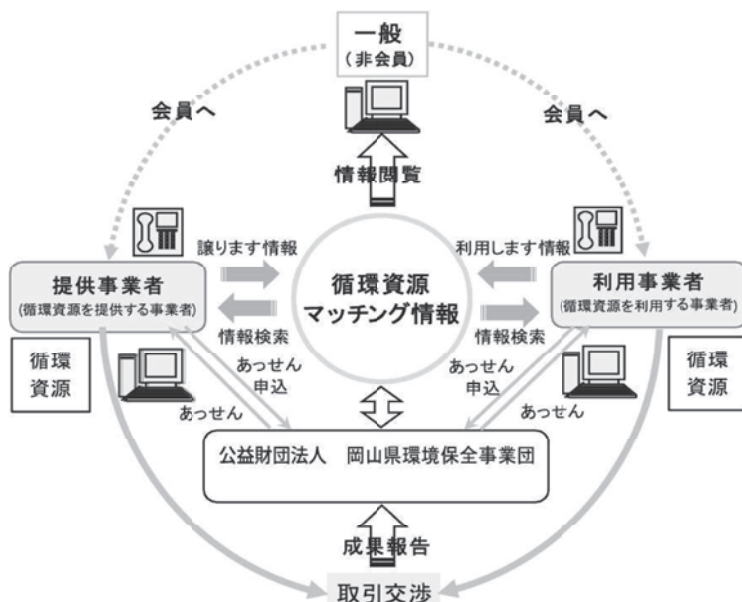 一般
(非会員)
会員へ
会員へ
情報閲覧
譲ります情報
利用します情報
提供事業者
(循環資源を提供する事業者)
循環資源
マッチング情報
利用事業者
(循環資源を利用する事業者)
情報検索
情報検索
循環
資源
あっせん
申込
あっせん
あっせん
申込
あっせん
循環
資源
公益財団法人　岡山県環境保全事業団
成果報告
取引交渉